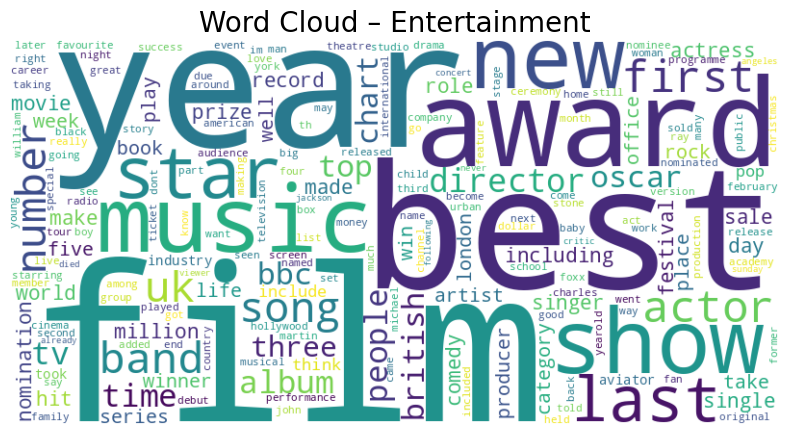 Word Cloud – Entertainment
later
favourite
success
event
im
man
theatre
studio
drama
new
nominee
actress
right
night
love
woman
programme
angeles
career
great
year
due
york
chart
international
role
concert
stage
first
taking
around
record
award
ceremony
home
still
movie
play
prize
well
may
company
go
month
office
sold
many
public
christmas
william
week
black
story
american
th
feature
ray
number
really
book
audience
big
released
rock
nominated
going
star
top
child
never
director
oscar
pop
young
special
see
part
dont
four
third
best
version
february
radio
ticket
television
making
made
jackson
become
come
act
make
music
know
want
box
money
name
urban
stone
work
sale
tour
boy
list
much
win
channel
following
london
next
baby
festival
release
five
dollar
critic
place
day
live
died
industry
seen
screen
including
production
academy
starring
named
bbc
set
people
school
foxx
sunday
member
viewer
film
uk
life
include
michael
artist
charles
world
among
song
singer
actor
former
group
got
good
went
way
nomination
cinema
played
million
hollywood
british
category
yearold
show
second
already
added
end
country
martin
three
came
comedy
producer
tv
band
musical
think
included
aviator
fan
took
winner
album
told
back
last
take
say
time
debut
performance
held
single
hit
family
series
john
original